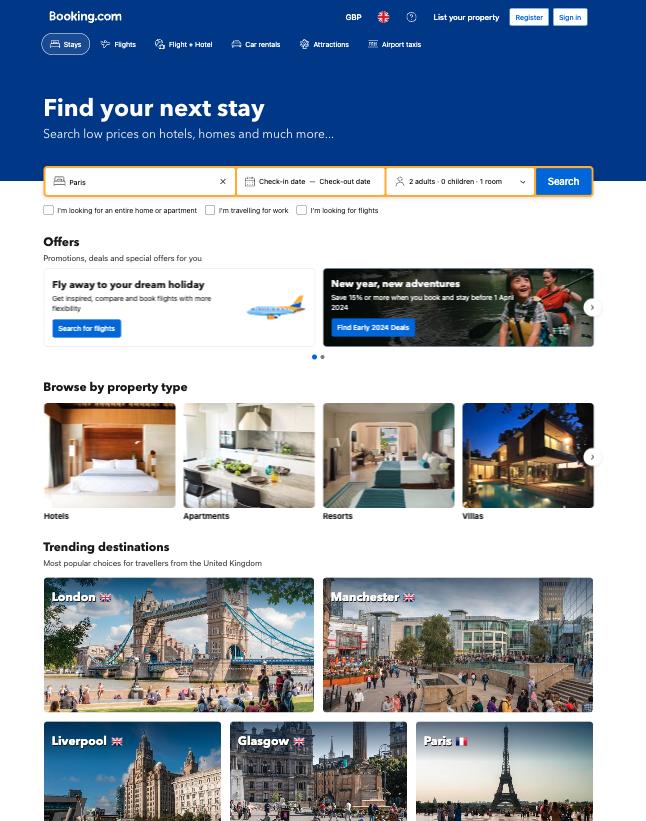 Booking.com
GBP
List your property
Register
Sign in
Stays
Flights
Flight + Hotel
Car rentals
Attractions
Airport taxis
Find your next stay
Search low prices on hotels, homes and much more...
Paris
Check-in date — Check-out date
2 adults · 0 children · 1 room
Search
I'm looking for an entire home or apartment
I'm travelling for work
I'm looking for flights
Offers
Promotions, deals and special offers for you
Fly away to your dream holiday
Get inspired, compare and book flights with more
flexibility
Search for flights
New year, new adventures
Save 15% or more when you book and stay before 1 April
2024
Find Early 2024 Deals
Browse by property type
Hotels
Apartments
Resorts
Villas
Trending destinations
Most popular choices for travellers from the United Kingdom
London
Manchester
Liverpool
Glasgow
Paris